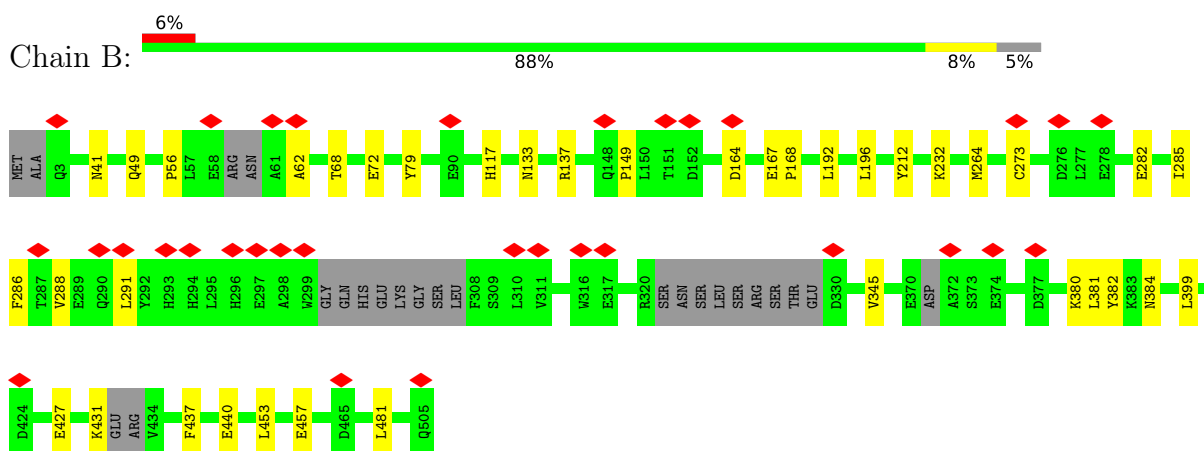 6%
Chain B:
88% 8% 5%
MET ALA Q3 N41 Q49 P56 L57 E58 ARG ASN A61 A62 T68 E72 Y79 E90 H117 N133 R137 Q148 P149 L150 T151 D152 D164 E167 P168 L192 L196 Y212 K232 M264 C273 D276 L277 E278 E282 I285
F286 T287 V288 E289 Q290 L291 Y292 H293 H294 L295 H296 E297 A298 W299 GLY GLN HIS GLU LYS GLY SER LEU F308 S309 L310 V311 W316 E317 R320 SER ASN SER LEU SER ARG SER THR GLU D330 V345 E370 ASP A372 S373 E374 D377 K380 L381 Y382 K383 N384 L399
D424 E427 K431 GLU ARG V434 F437 E440 L453 E457 D465 L481 Q505